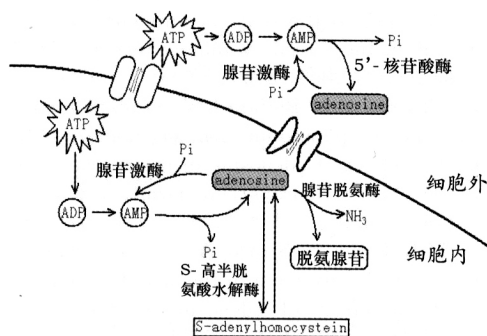 ATP
ADP
AMP
Pi
腺苷激酶
5’-核苷酸酶
Pi
adenosine
ATP
Pi
腺苷激酶
adenosine
腺苷脱氨酶
细胞外
ADP
AMP
NH3
Pi
脱氨腺苷
细胞内
S-高半胱
氨酸水解酶
S-adenylhomocystein